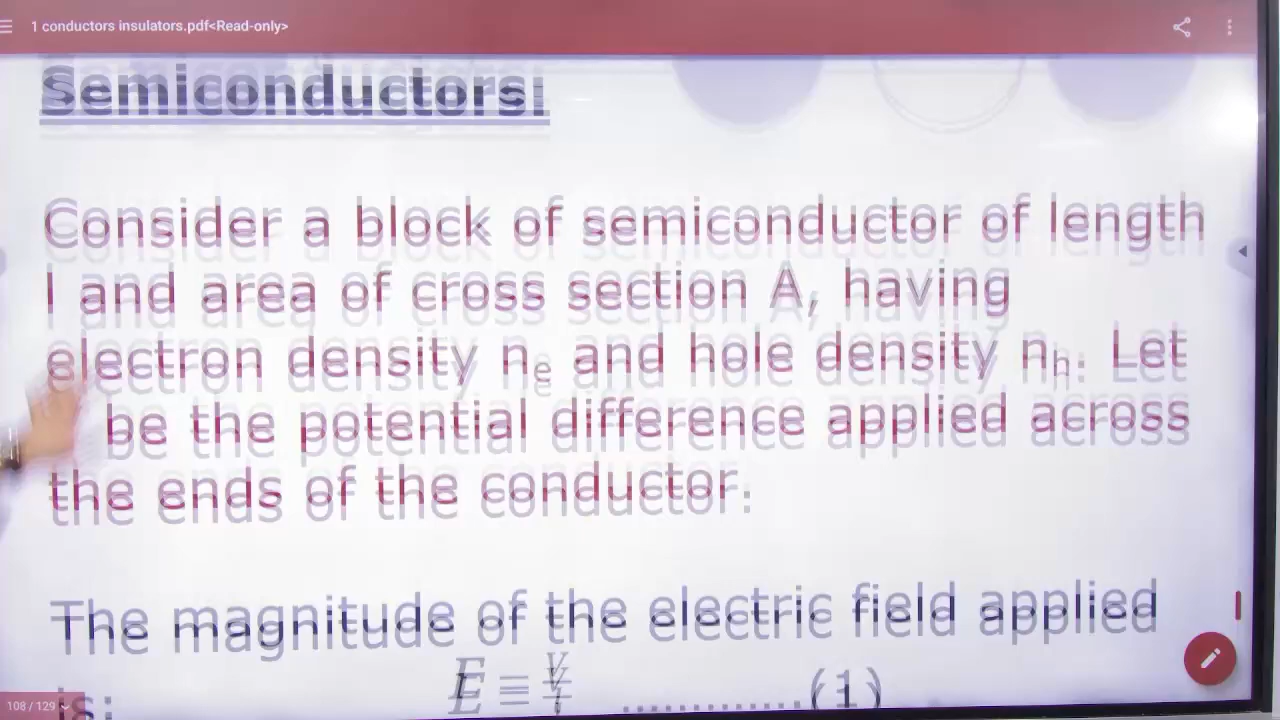 1 conductors insulators.pdf<Read-only>
Semiconductors:
Consider a block of semiconductor of length
l and area of cross section A, having
electron density nₑ and hole density nₕ. Let
be the potential difference applied across
the ends of the conductor.
The magnitude of the electric field applied
is: E = V/l .............(1)
108 / 129